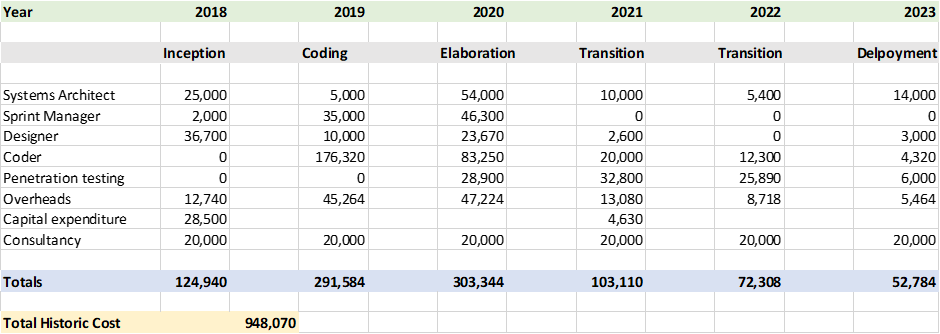 Year 2018 2019 2020 2021 2022 2023
Inception Coding Elaboration Transition Transition Delpoyment
Systems Architect 25,000 5,000 54,000 10,000 5,400 14,000
Sprint Manager 2,000 35,000 46,300 0 0 0
Designer 36,700 10,000 23,670 2,600 0 3,000
Coder 0 176,320 83,250 20,000 12,300 4,320
Penetration testing 0 0 28,900 32,800 25,890 6,000
Overheads 12,740 45,264 47,224 13,080 8,718 5,464
Capital expenditure 28,500 4,630
Consultancy 20,000 20,000 20,000 20,000 20,000 20,000
Totals 124,940 291,584 303,344 103,110 72,308 52,784
Total Historic Cost 948,070